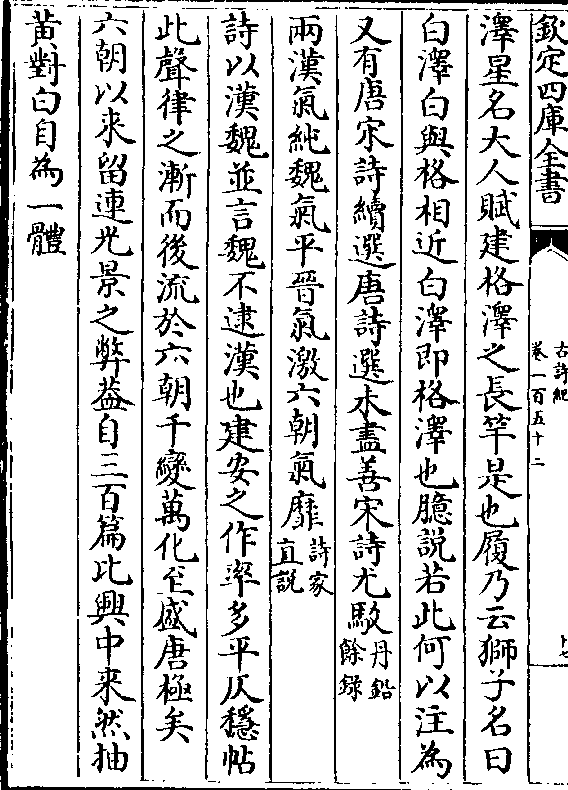 欽定四庫全書
古詩紀
卷一百五十二
澤星名大人賦建格澤之長竿是也履乃云獅子名曰
白澤白與格相近白澤即格澤也臆説若此何以注為
又有唐宋詩續選唐詩選未盡善宋詩尤駁丹鉛餘録
兩漢氣純魏氣平晉氣激六朝氣靡詩家直説
詩以漢魏並言魏不逮漢也建安之作率多平仄穩帖
此聲律之漸而後流於六朝千變萬化至盛唐極矣
六朝以來留連光景之弊葢自三百篇比興中来然抽
黄對白自為一體